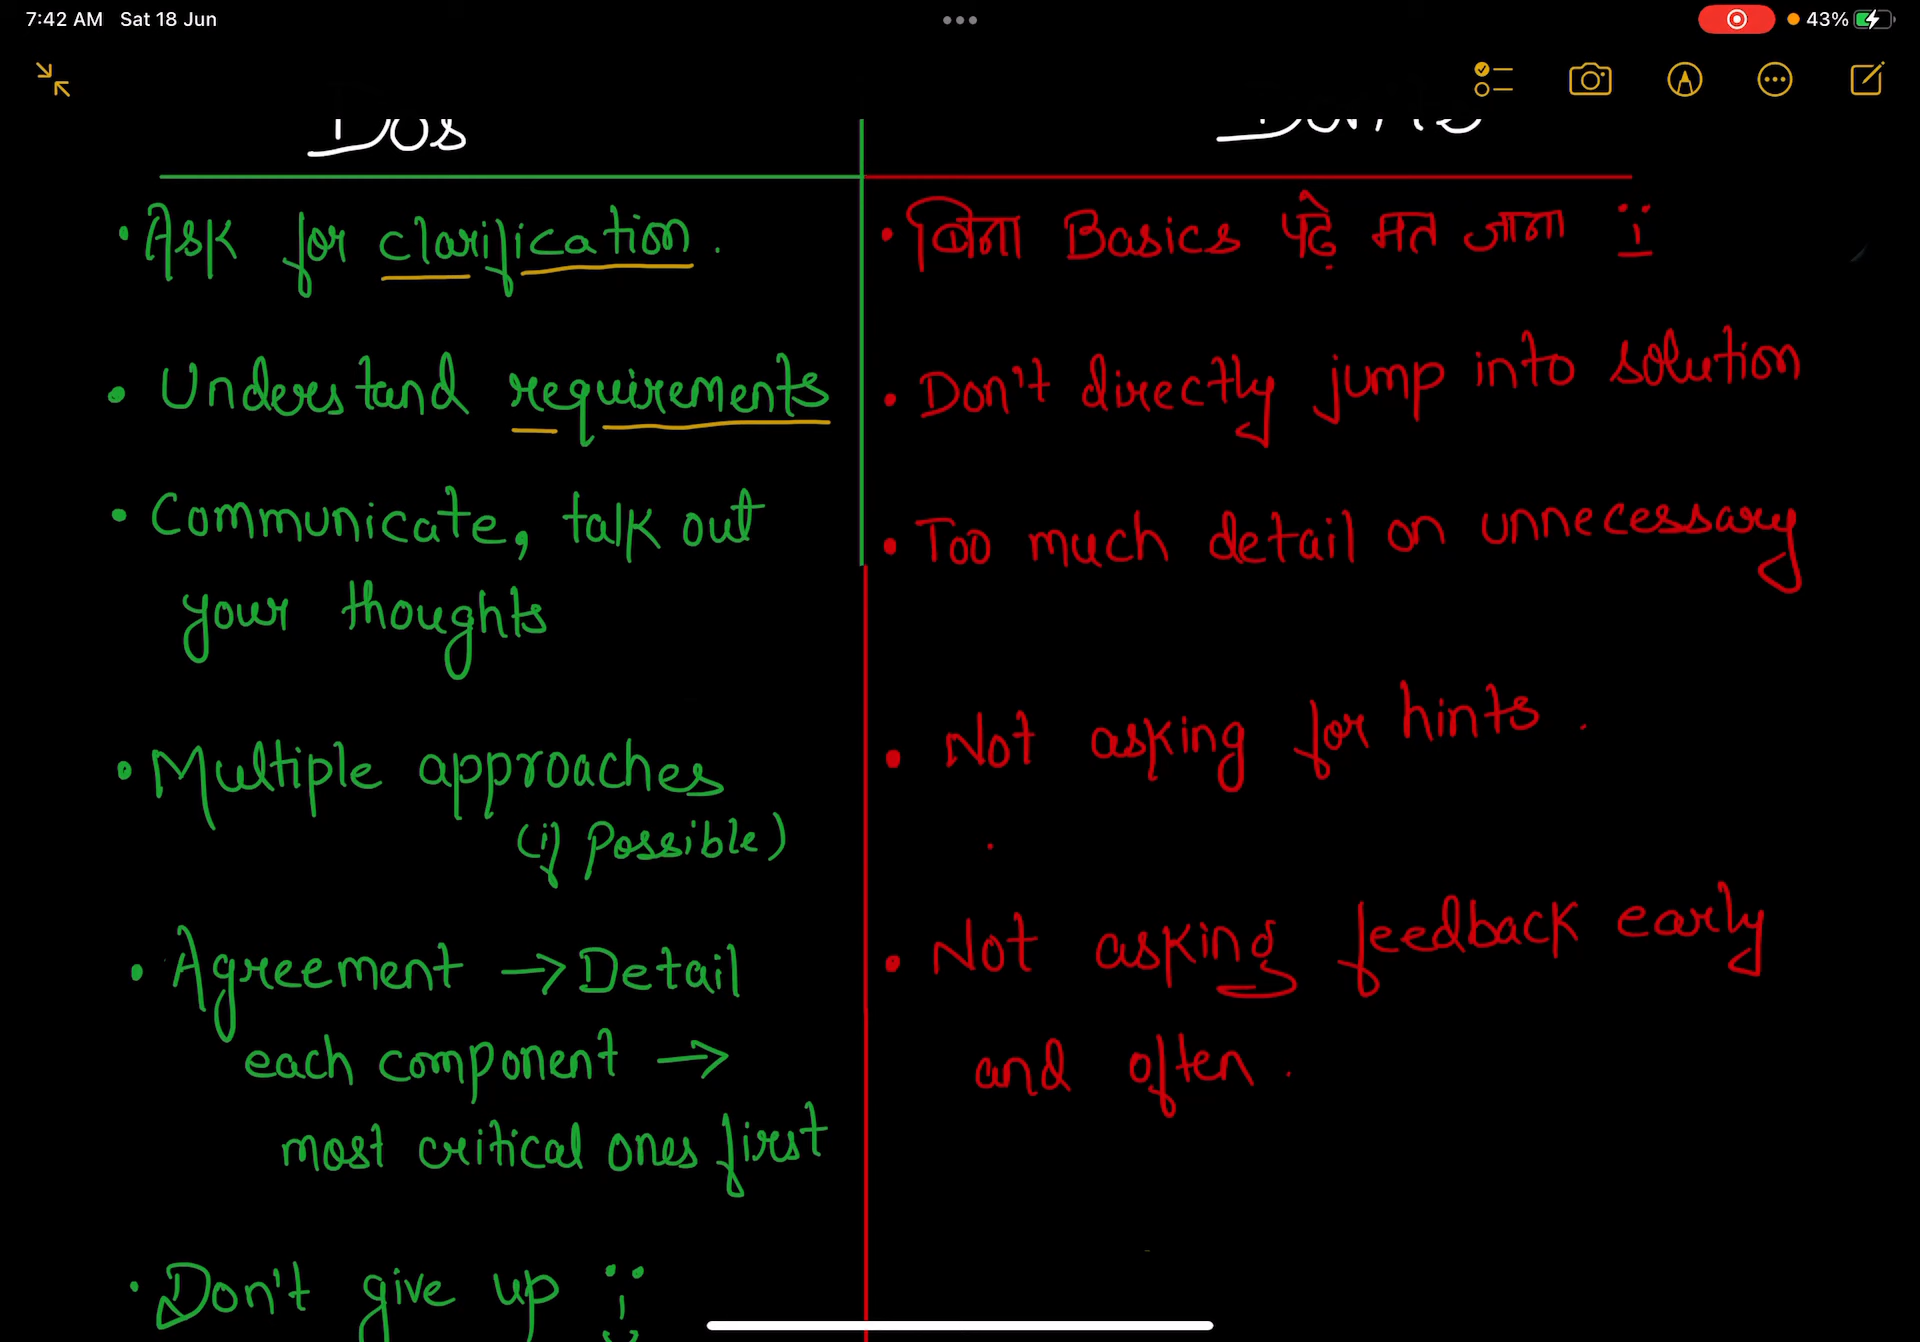 7:42 AM Sat 18 Jun
43%
Dos
Don'ts
• Ask for clarification.
• Understand requirements
• Communicate, talk out
your thoughts
• Multiple approaches
(if possible)
• Agreement → Detail
each component →
most critical ones first
• Don't give up
• बिना Basics पढ़े मत जाना
• Don't directly jump into solution
• Too much detail on unnecessary
• Not asking for hints.
• Not asking feedback early
and often.